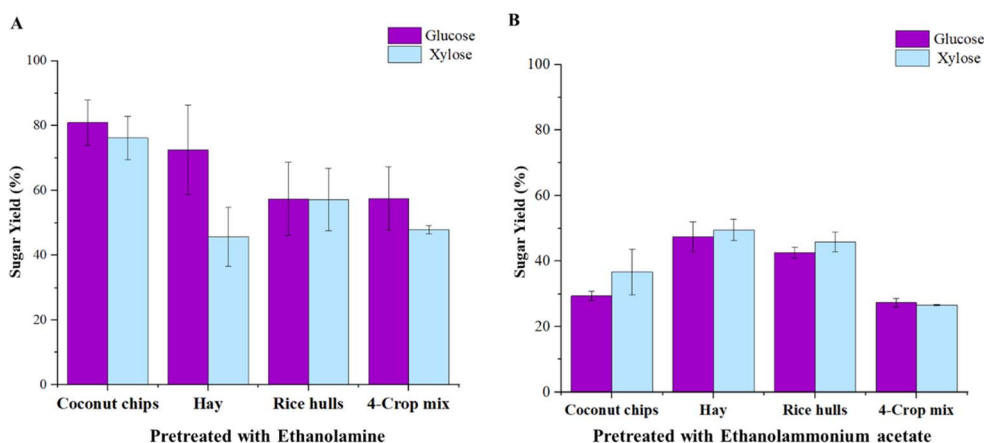 A
Glucose
Xylose
100
80
60
40
20
0
Sugar Yield (%)
Coconut chips Hay Rice hulls 4-Crop mix
Pretreated with Ethanolamine
B
Glucose
Xylose
100
80
60
40
20
0
Sugar Yield (%)
Coconut chips Hay Rice hulls 4-Crop mix
Pretreated with Ethanolammonium acetate